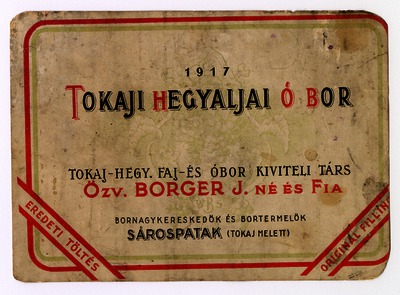 1917
TOKAJI HEGYALJAI Ó BOR
TOKAJ-HEGY. FAJ-ÉS ÓBOR KIVITELI TÁRS
ÖZV. BORGER J. NÉ ÉS FIA
BORNAGYKERESKEDŐK ÉS BORTERMELŐK
SÁROSPATAK (TOKAJ MELETT)
EREDETI TÖLTÉS
ORIGINAL FILLING